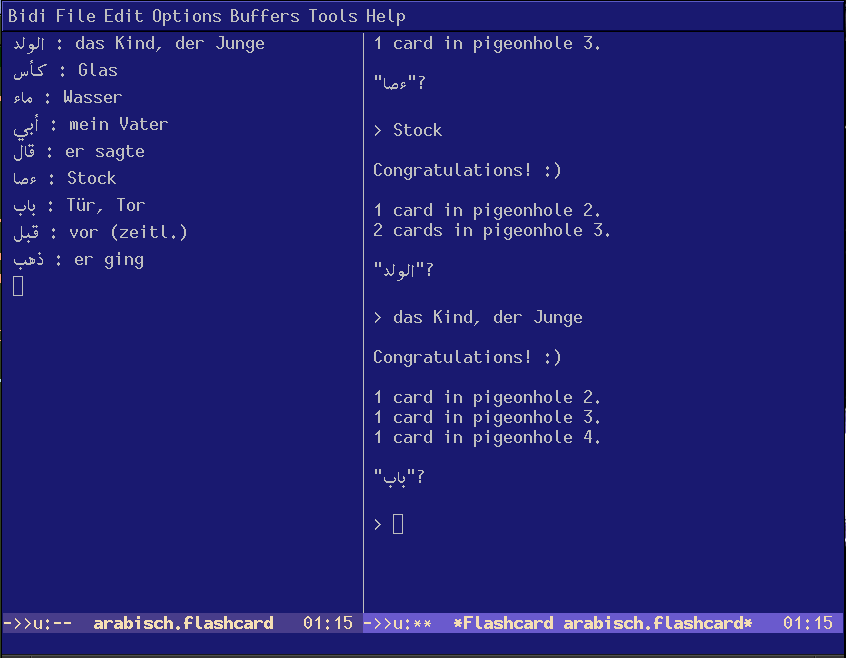 Bidi File Edit Options Buffers Tools Help
الولد : das Kind, der Junge
كأس : Glas
ماء : Wasser
أبي : mein Vater
قال : er sagte
ءصا : Stock
باب : Tür, Tor
قبل : vor (zeitl.)
ذهب : er ging
->>u:-- arabisch.flashcard 01:15
1 card in pigeonhole 3.
"ءصا"?
> Stock
Congratulations! :)
1 card in pigeonhole 2.
2 cards in pigeonhole 3.
"الولد"?
> das Kind, der Junge
Congratulations! :)
1 card in pigeonhole 2.
1 card in pigeonhole 3.
1 card in pigeonhole 4.
"باب"?
>
->>u:** *Flashcard arabisch.flashcard* 01:15